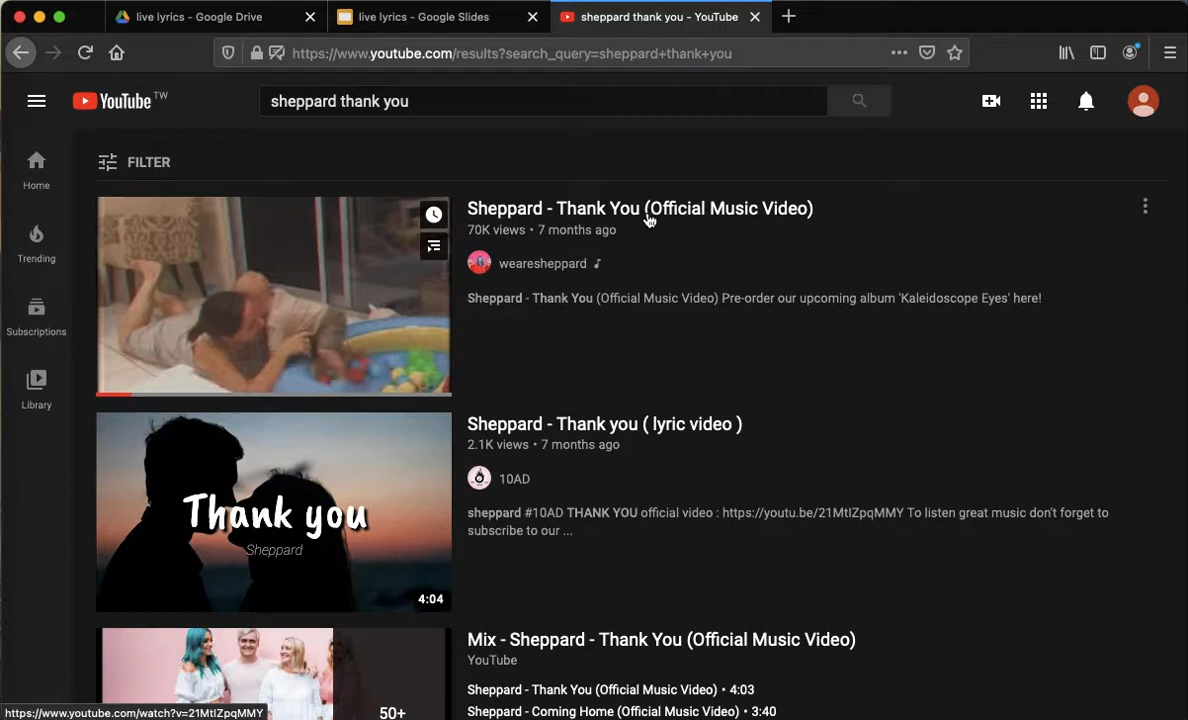 live lyrics - Google Drive
live lyrics - Google Slides
sheppard thank you - YouTube
https://www.youtube.com/results?search_query=sheppard+thank+you
YouTube TW
sheppard thank you
FILTER
Home
Trending
Subscriptions
Library
Sheppard - Thank You (Official Music Video)
70K views • 7 months ago
wearesheppard ♪
Sheppard - Thank You (Official Music Video) Pre-order our upcoming album 'Kaleidoscope Eyes' here!
Thank you
Sheppard
4:04
Sheppard - Thank you ( lyric video )
2.1K views • 7 months ago
10AD
sheppard #10AD THANK YOU official video : https://youtu.be/21MtlZpqMMY To listen great music don't forget to
subscribe to our ...
50+
Mix - Sheppard - Thank You (Official Music Video)
YouTube
Sheppard - Thank You (Official Music Video) • 4:03
Sheppard - Coming Home (Official Music Video) • 3:40
https://www.youtube.com/watch?v=21MtlZpqMMY